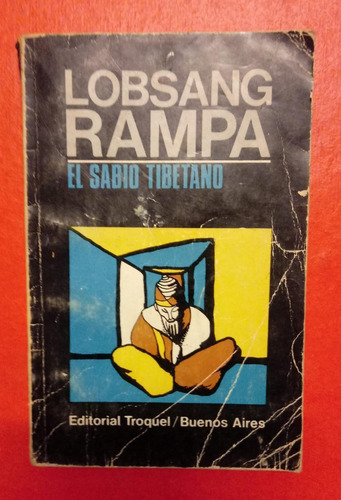 LOBSANG
RAMPA
EL SABIO TIBETANO
Editorial Troquel/Buenos Aires